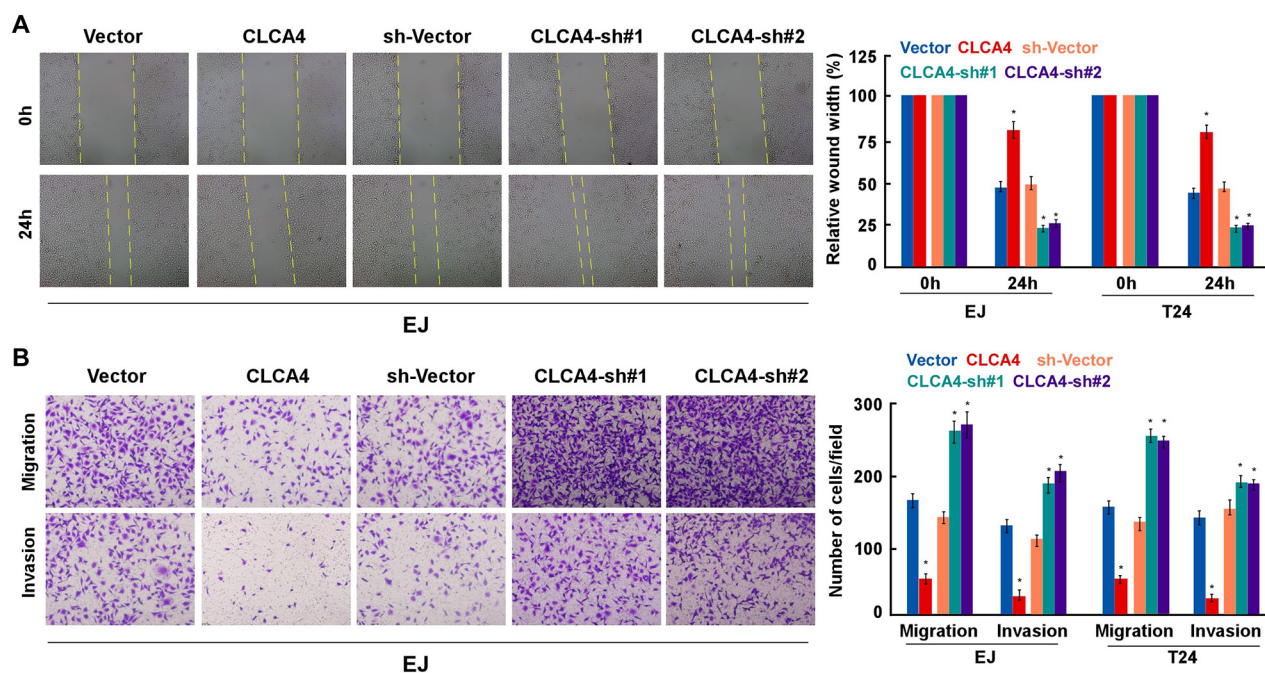 A
Vector CLCA4 sh-Vector CLCA4-sh#1 CLCA4-sh#2
0h
24h
EJ
Vector CLCA4 sh-Vector
CLCA4-sh#1 CLCA4-sh#2
Relative wound width (%)
125
100
75
50
25
0
* * * * * *
0h 24h 0h 24h
EJ T24
B
Vector CLCA4 sh-Vector CLCA4-sh#1 CLCA4-sh#2
Migration
Invasion
EJ
Vector CLCA4 sh-Vector
CLCA4-sh#1 CLCA4-sh#2
Number of cells/field
300
200
100
0
* * * * * * * * * * * *
Migration Invasion Migration Invasion
EJ T24